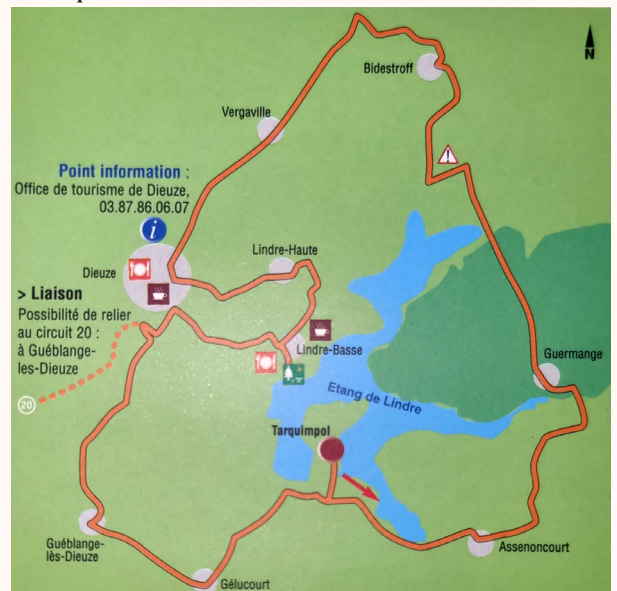 N
Bidestroff
Vergaville
Point information :
Office de tourisme de Dieuze,
03.87.86.06.07
i
Lindre-Haute
Dieuze
> Liaison
Possibilité de relier
au circuit 20 :
à Guéblange-
les-Dieuze
20
Lindre-Basse
Guermange
Etang de Lindre
Tarquimpol
Guéblange-
lès-Dieuze
Gélucourt
Assenoncourt